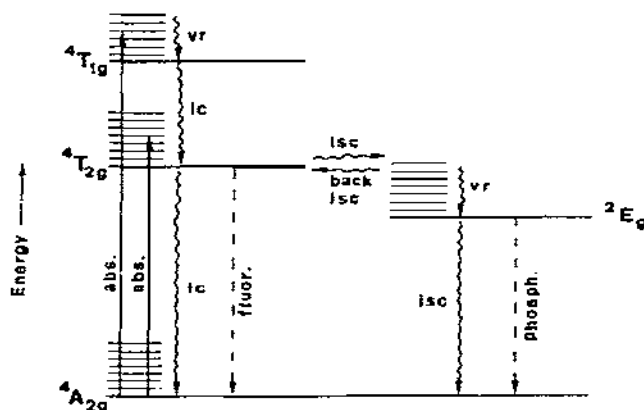 vr
⁴T₁g
ic
isc
⁴T₂g
back
isc
vr
²Eg
Energy
abs.
abs.
ic
fluor.
isc
phosph.
⁴A₂g